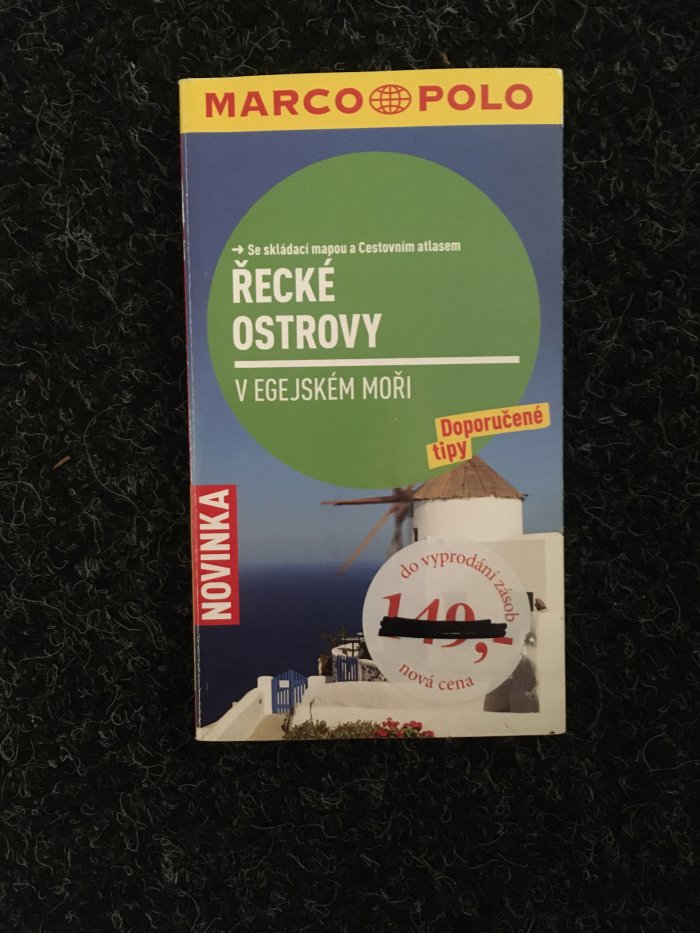 MARCO POLO
→ Se skládací mapou a Cestovním atlasem
ŘECKÉ
OSTROVY
V EGEJSKÉM MOŘI
Doporučené
tipy
NOVINKA
do vyprodání zásob
149,-
nová cena